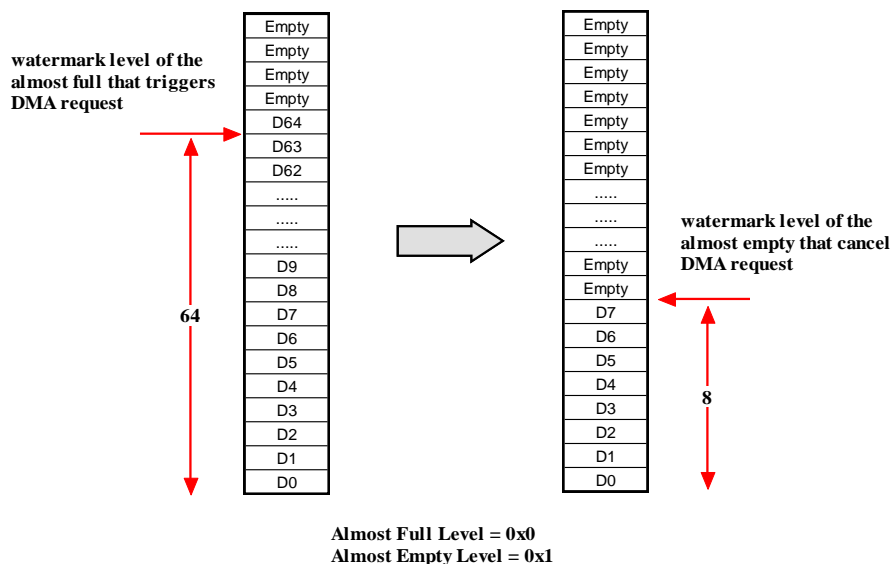 watermark level of the
almost full that triggers
DMA request
64
Empty
Empty
Empty
Empty
D64
D63
D62
.....
.....
.....
D9
D8
D7
D6
D5
D4
D3
D2
D1
D0
Empty
Empty
Empty
Empty
Empty
Empty
Empty
.....
.....
.....
Empty
Empty
D7
D6
D5
D4
D3
D2
D1
D0
watermark level of the
almost empty that cancel
DMA request
8
Almost Full Level = 0x0
Almost Empty Level = 0x1